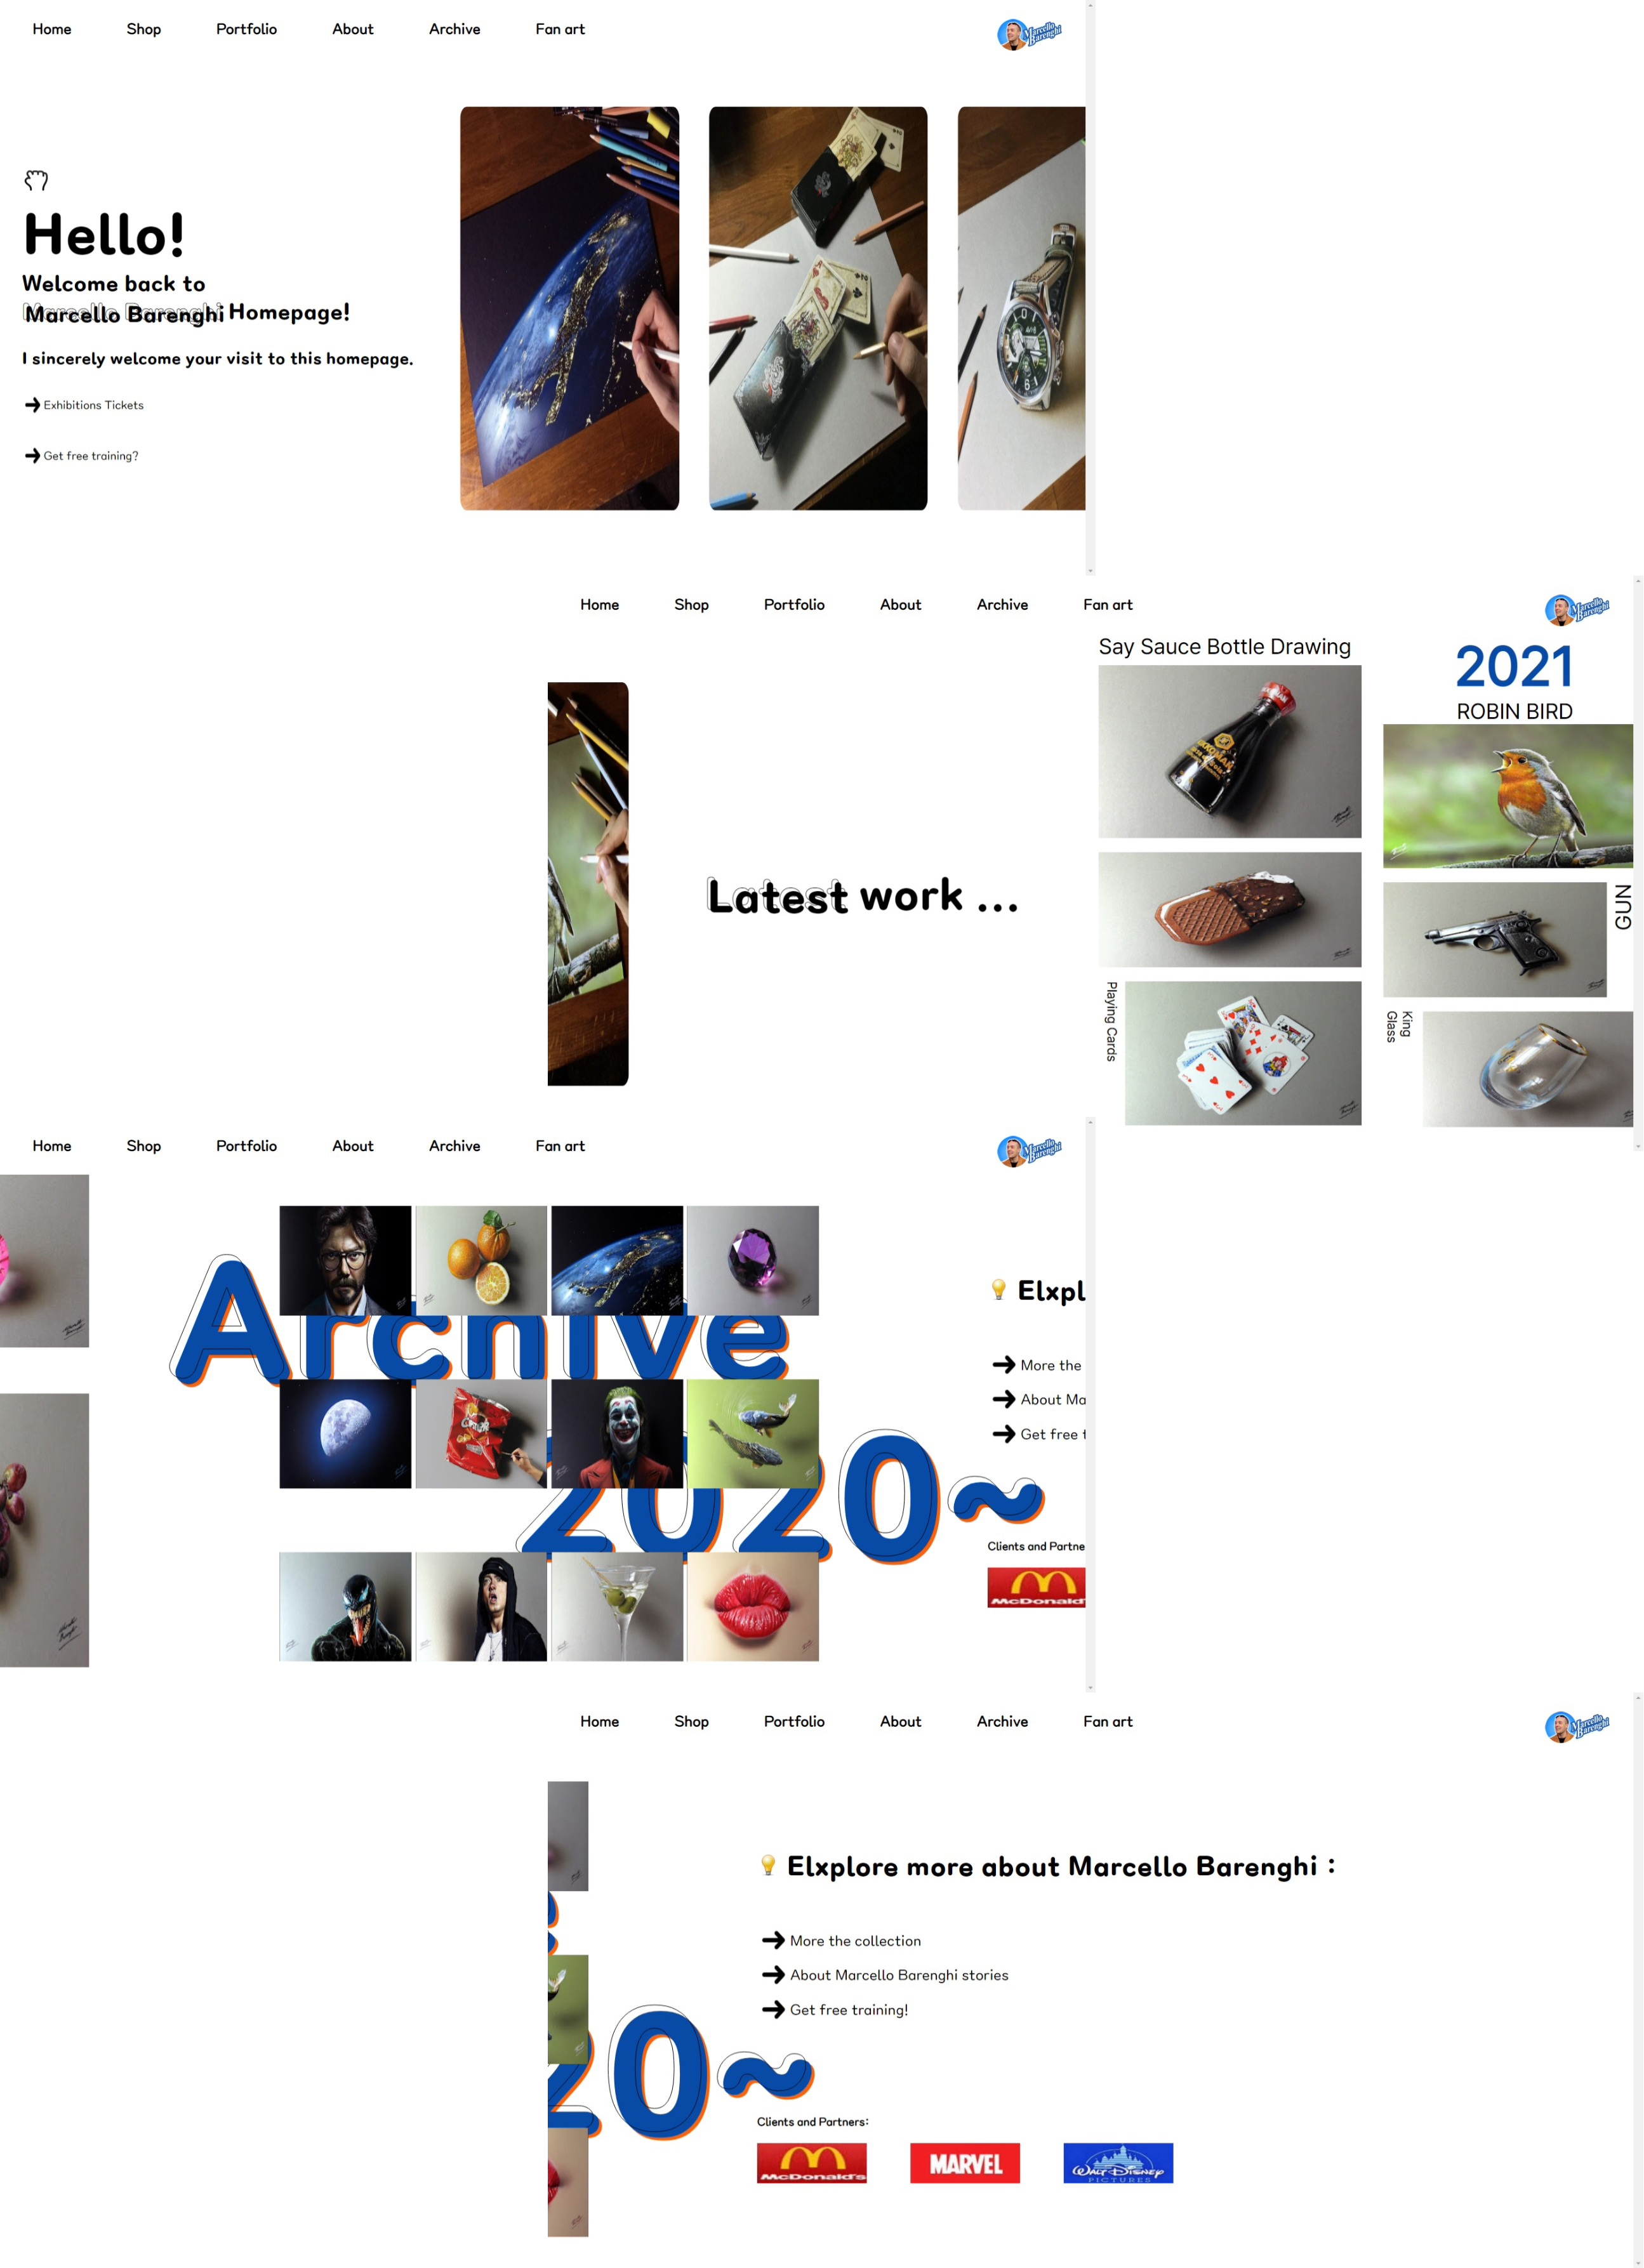 Home Shop Portfolio About Archive Fan art
Marcello
Barenghi
Hello!
Welcome back to
Marcello Barenghi Homepage!
I sincerely welcome your visit to this homepage.
Exhibitions Tickets
Get free training?
Home Shop Portfolio About Archive Fan art
Marcello
Barenghi
Latest work ...
Say Sauce Bottle Drawing
KIKKOMAN
Playing Cards
2021
ROBIN BIRD
GUN
King
Glass
Home Shop Portfolio About Archive Fan art
Marcello
Barenghi
Archive
2020~
Elxpl
More the
About Ma
Get free t
Clients and Partne
McDonald'
Home Shop Portfolio About Archive Fan art
Marcello
Barenghi
20~
Elxplore more about Marcello Barenghi :
More the collection
About Marcello Barenghi stories
Get free training!
Clients and Partners:
McDonald's
MARVEL
WALT DISNEY
PICTURES